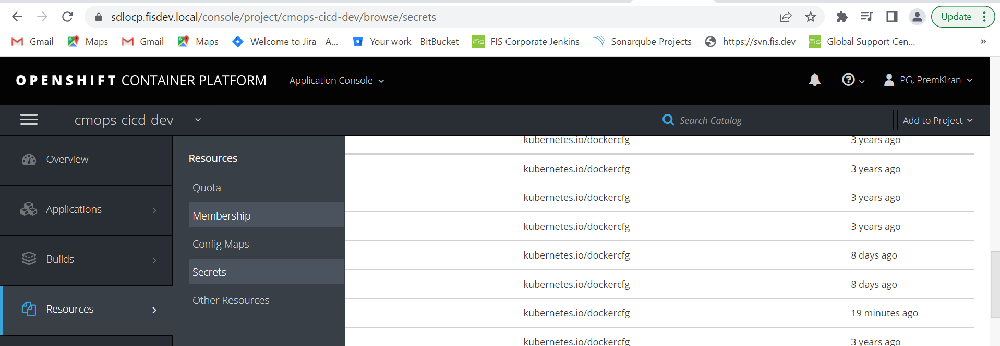 sdlocp.fisdev.local/console/project/cmops-cicd-dev/browse/secrets
Update
Gmail
Maps
Gmail
Maps
Welcome to Jira - A...
Your work - BitBucket
FIS Corporate Jenkins
Sonarqube Projects
https://svn.fis.dev
Global Support Cen...
»
OPENSHIFT CONTAINER PLATFORM
Application Console
PG, PremKiran
cmops-cicd-dev
Search Catalog
Add to Project
Overview
Applications
Builds
Resources
Resources
Quota
Membership
Config Maps
Secrets
Other Resources
kubernetes.io/dockercfg 3 years ago
kubernetes.io/dockercfg 3 years ago
kubernetes.io/dockercfg 3 years ago
kubernetes.io/dockercfg 3 years ago
kubernetes.io/dockercfg 8 days ago
kubernetes.io/dockercfg 8 days ago
kubernetes.io/dockercfg 19 minutes ago
kubernetes.io/dockercfg 3 years ago